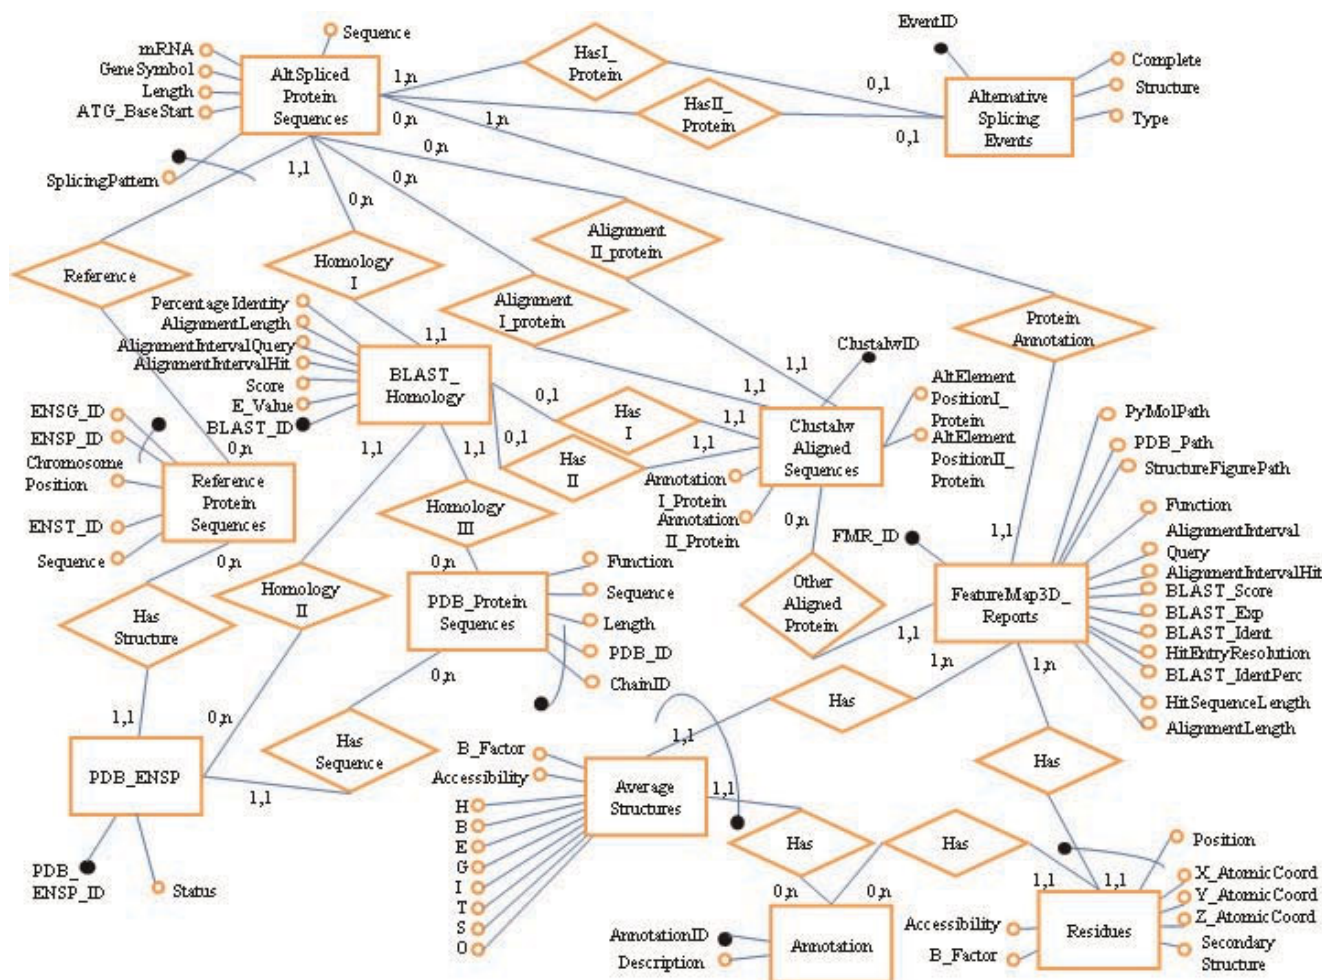 EventID
Sequence
mRNA
GeneSymbol
Length
ATG_BaseStart
AltSpliced
Protein
Sequences
SplicingPattern
HasI_
Protein
HasII_
Protein
1,n
0,n
1,n
0,1
0,1
Alternative
Splicing
Events
Complete
Structure
Type
1,1
0,n
0,n
0,n
Reference
Homology
I
Alignment
II_protein
Alignment
I_protein
Protein
Annotation
PercentageIdentity
AlignmentLength
AlignmentIntervalQuery
AlignmentIntervalHit
Score
E_Value
BLAST_ID
1,1
BLAST_
Homology
ClustalwID
1,1
1,1
Clustalw
Aligned
Sequences
AltElement
PositionI_
Protein
AltElement
PositionII_
Protein
0,1
Has
I
1,1
0,1
Has
II
1,1
Annotation
I_Protein
Annotation
II_Protein
ENSG_ID
ENSP_ID
Chromosome
Position
ENST_ID
Sequence
0,n
Reference
Protein
Sequences
0,n
1,1
1,1
Homology
III
0,n
0,n
PyMolPath
PDB_Path
StructureFigurePath
Function
AlignmentInterval
Query
AlignmentIntervalHit
BLAST_Score
BLAST_Exp
BLAST_Ident
HitEntryResolution
BLAST_IdentPerc
HitSequenceLength
AlignmentLength
1,1
FMR_ID
FeatureMap3D_
Reports
Other
Aligned
Protein
1,1
1,n
1,n
Has
Structure
Homology
II
PDB_Protein
Sequences
Function
Sequence
Length
PDB_ID
ChainID
0,n
1,1
0,n
PDB_ENSP
Has
Sequence
1,1
PDB_
ENSP_ID
Status
Has
1,1
B_Factor
Accessibility
H
B
E
G
I
T
S
O
Average
Structures
1,1
Has
Has
Has
0,n
0,n
AnnotationID
Description
Annotation
1,1
1,1
Accessibility
B_Factor
Residues
Position
X_AtomicCoord
Y_AtomicCoord
Z_AtomicCoord
Secondary
Structure